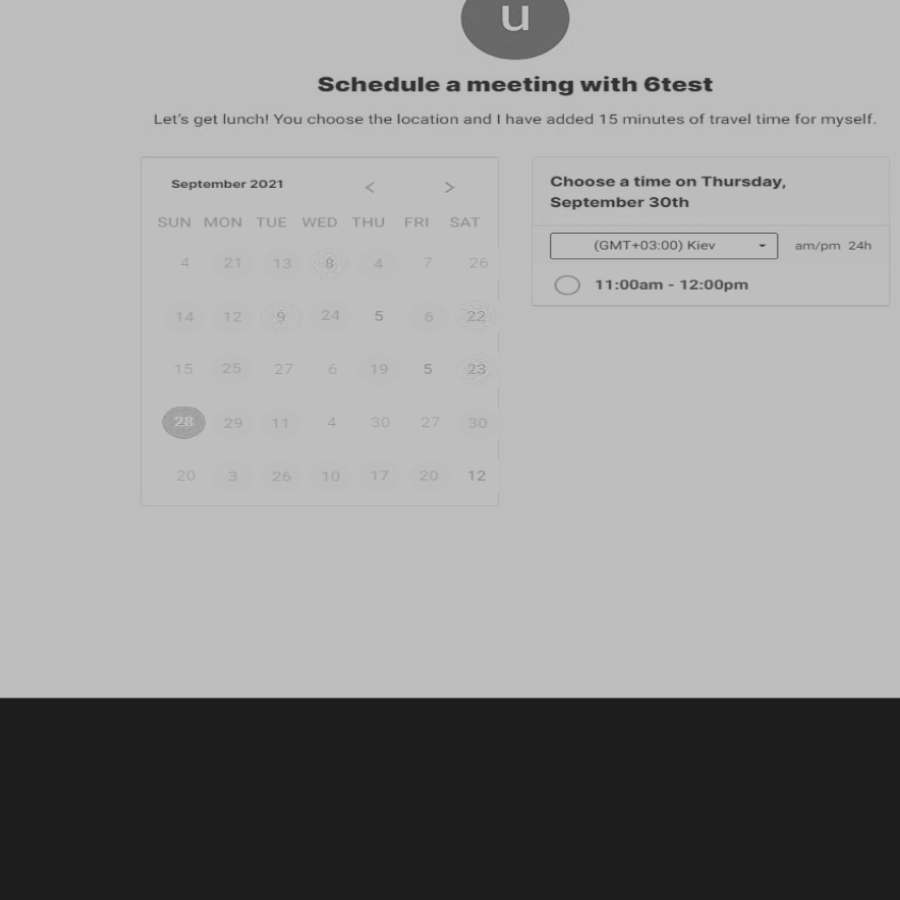 u
Schedule a meeting with 6test
Let's get lunch! You choose the location and I have added 15 minutes of travel time for myself.
September 2021 < >
SUN MON TUE WED THU FRI SAT
4 21 13 8 4 7 26
14 12 9 24 5 6 22
15 25 27 6 19 5 23
28 29 11 4 30 27 30
20 3 26 10 17 20 12
Choose a time on Thursday,
September 30th
(GMT+03:00) Kiev am/pm 24h
11:00am - 12:00pm